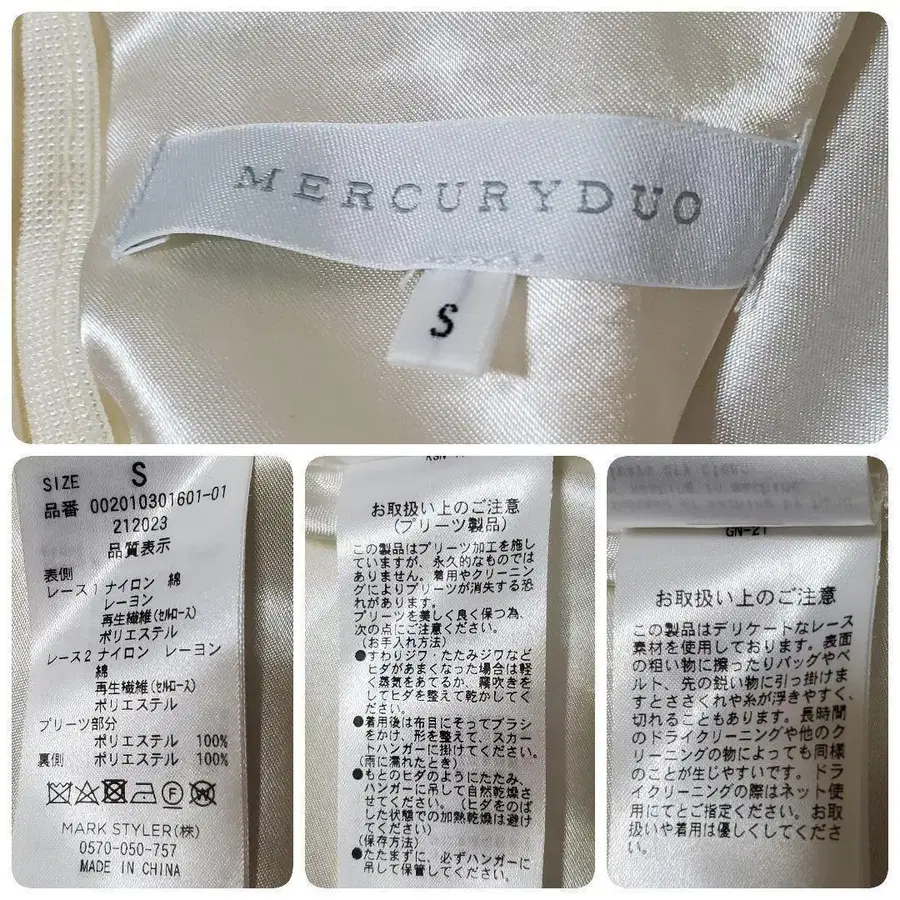 MERCURYDUO
S
SIZE S
品番 002010301601-01
212023
品質表示
表側
レース1 ナイロン 綿
レーヨン
再生繊維(セルロース)
ポリエステル
レース2 ナイロン レーヨン
綿
再生繊維(セルロース)
ポリエステル
プリーツ部分
ポリエステル 100%
裏側 ポリエステル 100%
MARK STYLER(株)
0570-050-757
MADE IN CHINA
お取扱い上のご注意
(プリーツ製品)
この製品はプリーツ加工を施し
ていますが、永久的なものでは
ありません。着用やクリーニン
グによりプリーツが消失する恐
れがあります。
プリーツを美しく良く保つ為、
次の点にご注意ください。
(お手入れ方法)
●すわりジワ・たたみジワなど
ヒダがあまくなった場合は軽
く蒸気をあてるか、霧吹きを
してヒダを整えて乾かしてく
ださい。
●着用後は布目にそってブラシ
をかけ、形を整えて、スカー
トハンガーに掛けてください。
(雨に濡れたとき)
●もとのヒダのようにたたみ、
ハンガーに吊して自然乾燥さ
せてください。(ヒダをのば
した状態での加熱乾燥は避け
てください)
(保存方法)
●たたまずに、必ずハンガーに
吊して保管してください。
GN-21
お取扱い上のご注意
この製品はデリケートなレース
素材を使用しております。表面
の粗い物に擦ったりバッグやベ
ルト、先の鋭い物に引っ掛けま
すとささくれや糸が浮きやすく、
切れることもあります。長時間
のドライクリーニングや他のク
リーニングの物によっても同様
のことが生じやすいです。ドラ
イクリーニングの際はネット使
用にてとご指定ください。お取
扱いや着用は優しくしてくださ
い。